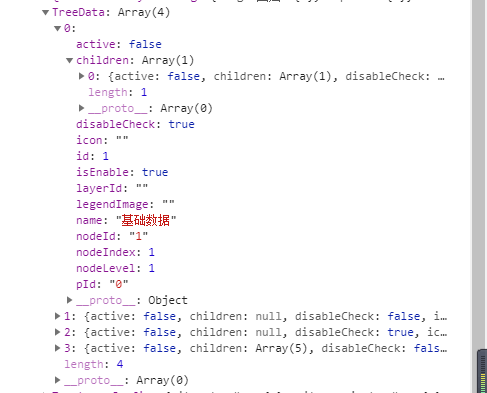 TreeData: Array(4)
0:
active: false
children: Array(1)
0: {active: false, children: Array(1), disableCheck: …
length: 1
__proto__: Array(0)
disableCheck: true
icon: ""
id: 1
isEnable: true
layerId: ""
legendImage: ""
name: "基础数据"
nodeId: "1"
nodeIndex: 1
nodeLevel: 1
pId: "0"
__proto__: Object
1: {active: false, children: null, disableCheck: false, i…
2: {active: false, children: null, disableCheck: true, ic…
3: {active: false, children: Array(5), disableCheck: fals…
length: 4
__proto__: Array(0)